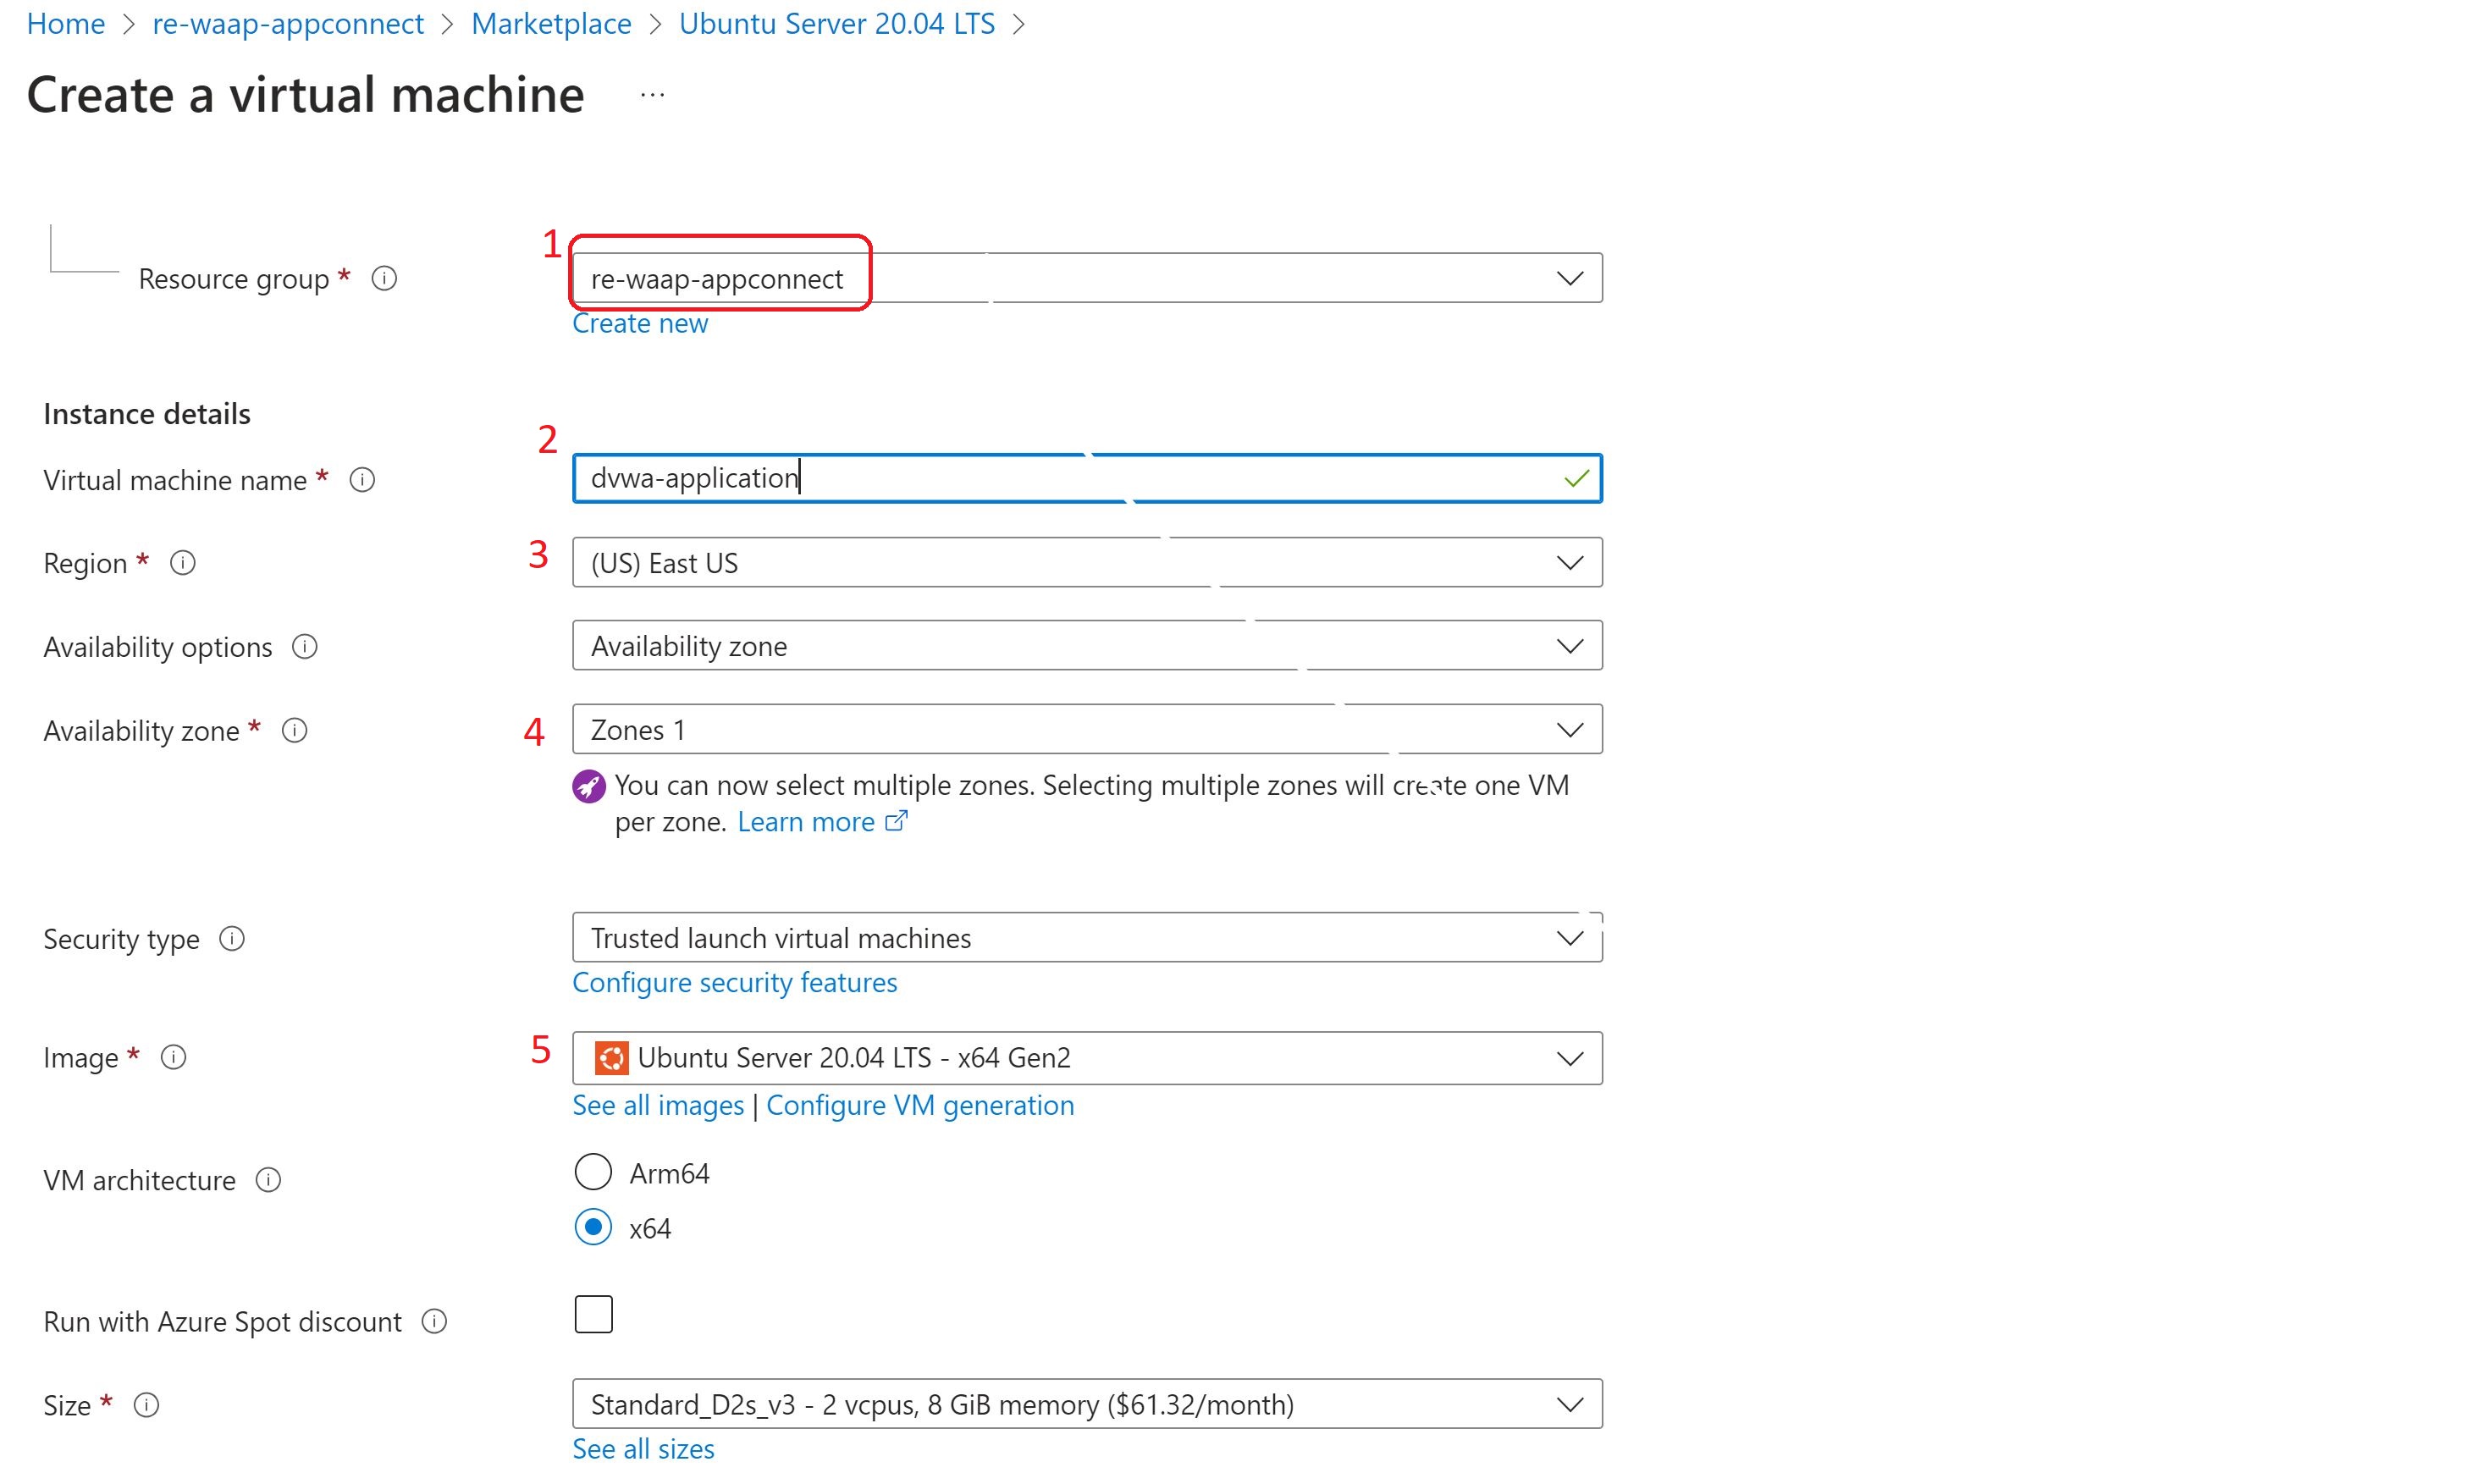 Home > re-waap-appconnect > Marketplace > Ubuntu Server 20.04 LTS >
Create a virtual machine ...
1
Resource group * re-waap-appconnect
Create new
Instance details
2
Virtual machine name * dvwa-application
Region * 3 (US) East US
Availability options Availability zone
Availability zone * 4 Zones 1
You can now select multiple zones. Selecting multiple zones will create one VM
per zone. Learn more
Security type Trusted launch virtual machines
Configure security features
Image * 5 Ubuntu Server 20.04 LTS - x64 Gen2
See all images | Configure VM generation
VM architecture Arm64
x64
Run with Azure Spot discount
Size * Standard_D2s_v3 - 2 vcpus, 8 GiB memory ($61.32/month)
See all sizes